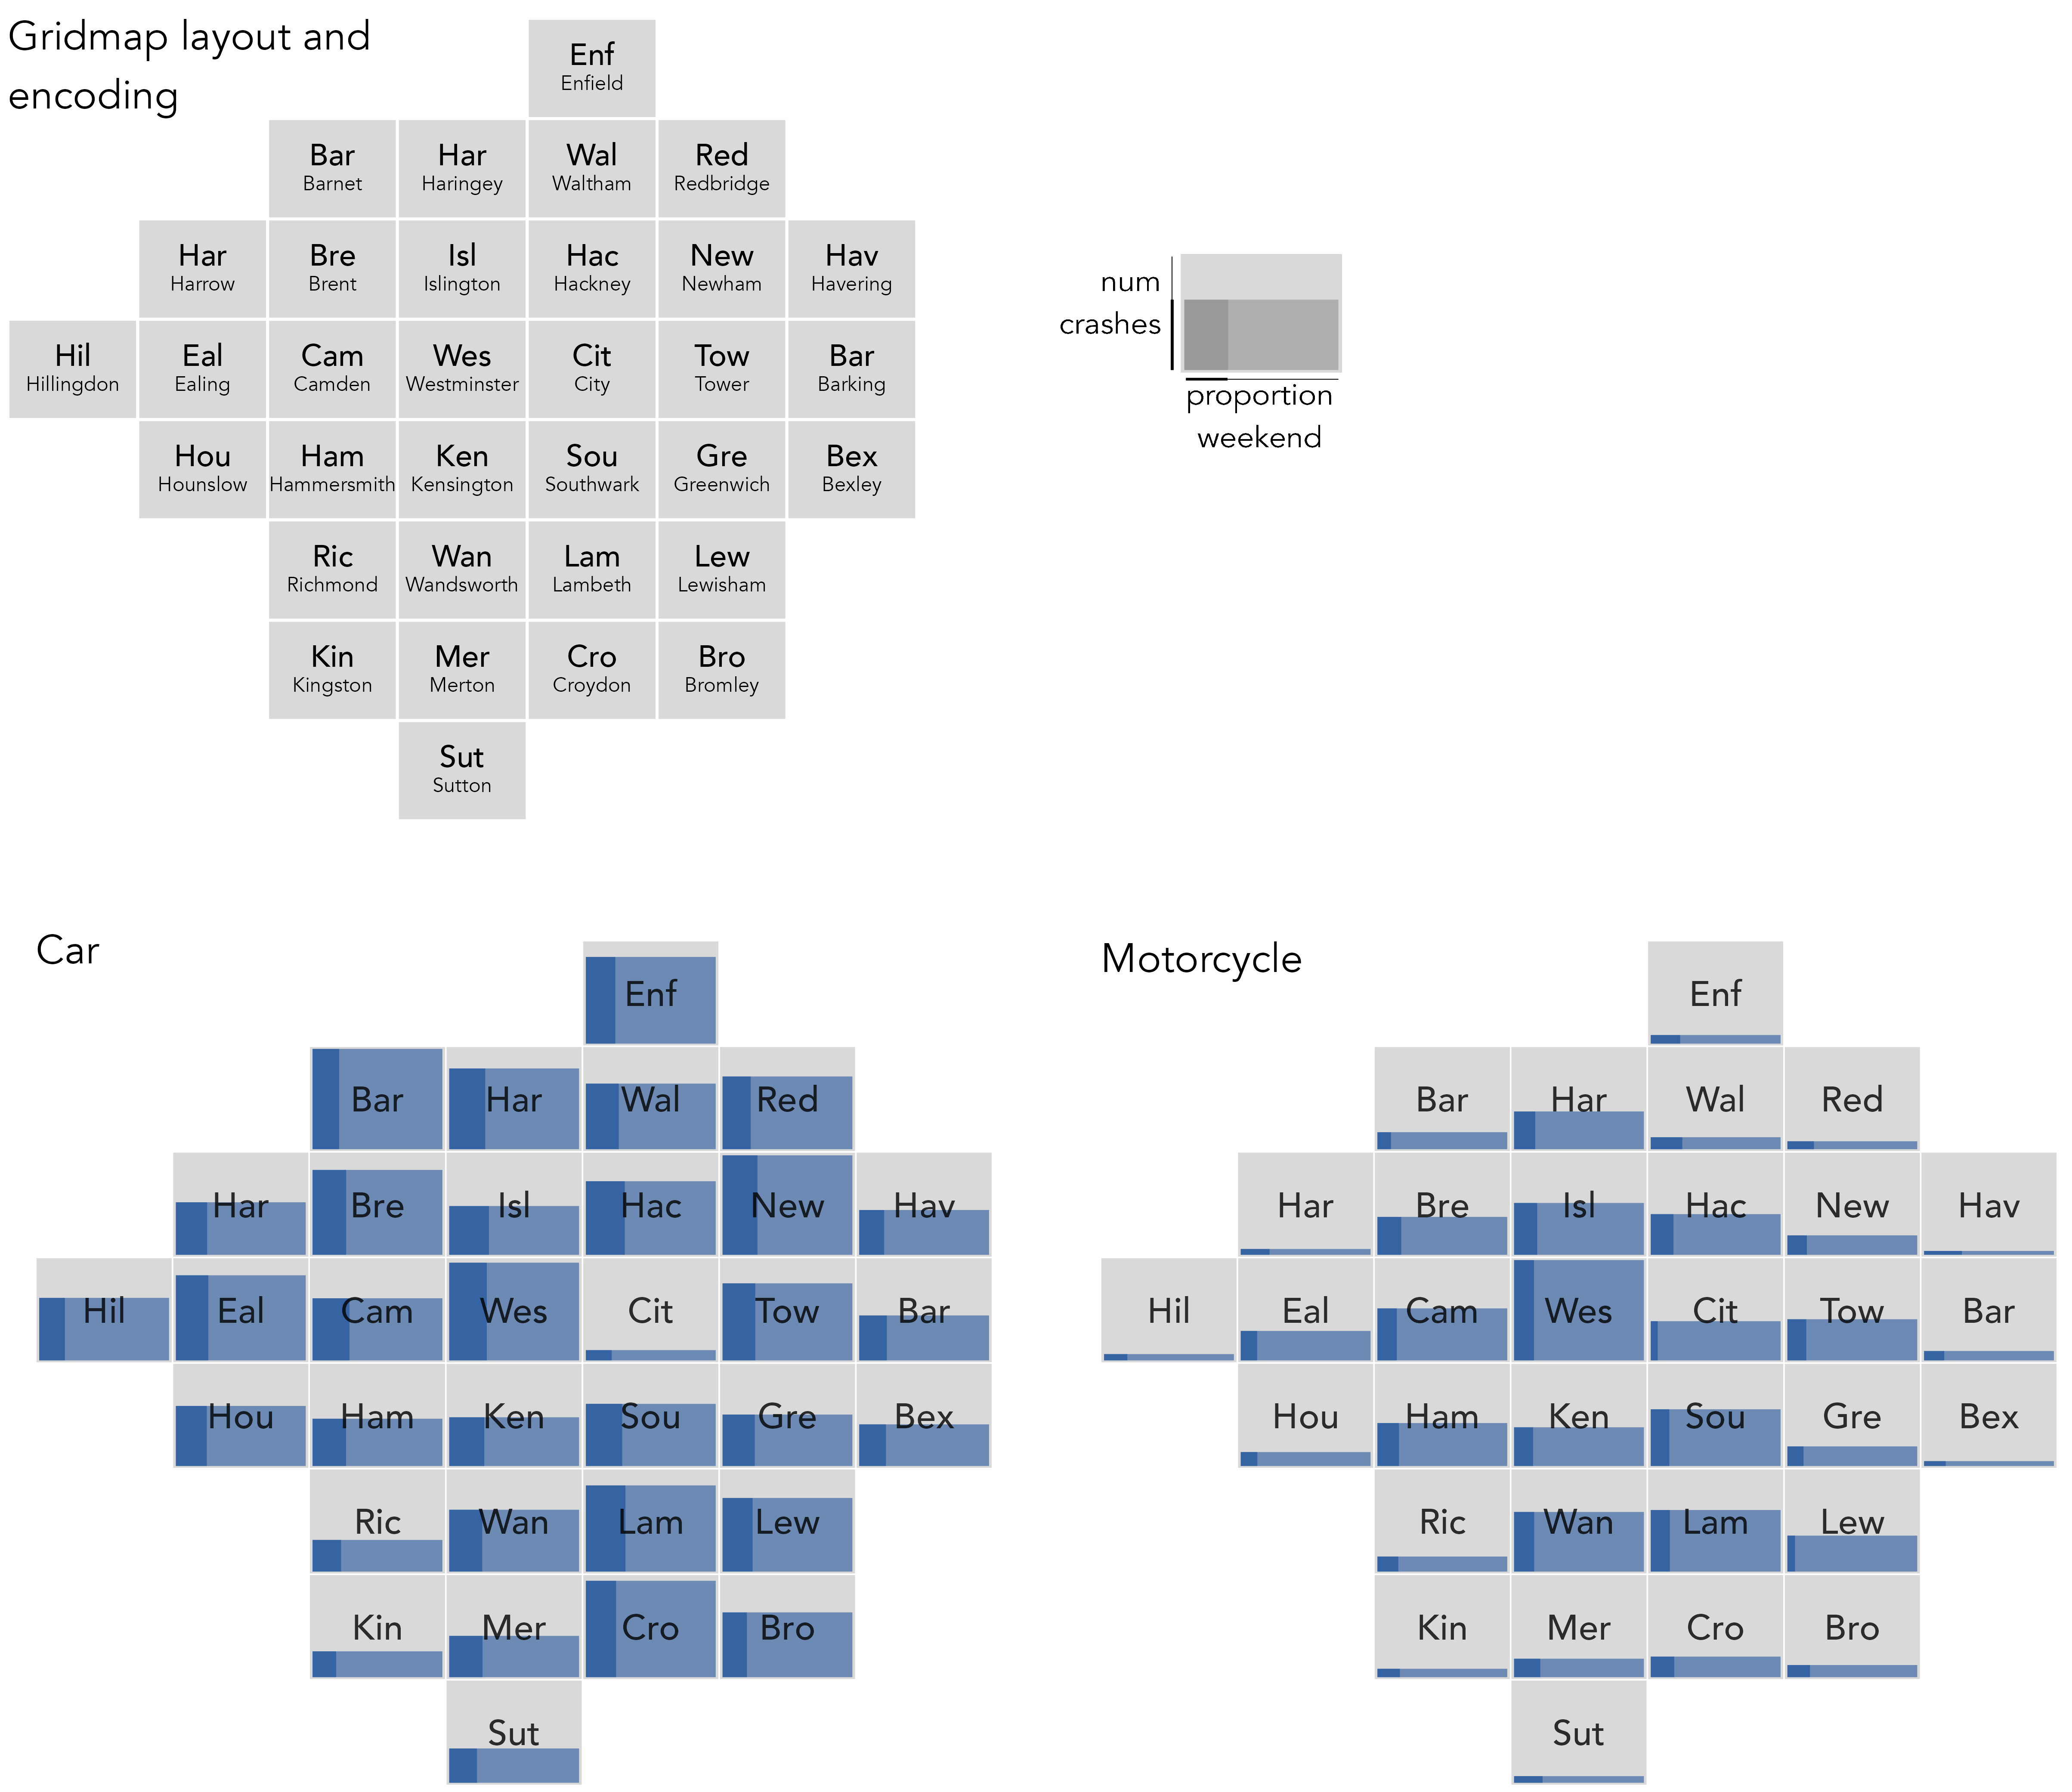 Gridmap layout and
encoding
Enf
Enfield
Bar Har Wal Red
Barnet Haringey Waltham Redbridge
Har Bre Isl Hac New Hav
Harrow Brent Islington Hackney Newham Havering
Hil Eal Cam Wes Cit Tow Bar
Hillingdon Ealing Camden Westminster City Tower Barking
Hou Ham Ken Sou Gre Bex
Hounslow Hammersmith Kensington Southwark Greenwich Bexley
Ric Wan Lam Lew
Richmond Wandsworth Lambeth Lewisham
Kin Mer Cro Bro
Kingston Merton Croydon Bromley
Sut
Sutton
num
crashes
proportion
weekend
Car
Enf
Bar Har Wal Red
Har Bre Isl Hac New Hav
Hil Eal Cam Wes Cit Tow Bar
Hou Ham Ken Sou Gre Bex
Ric Wan Lam Lew
Kin Mer Cro Bro
Sut
Motorcycle
Enf
Bar Har Wal Red
Har Bre Isl Hac New Hav
Hil Eal Cam Wes Cit Tow Bar
Hou Ham Ken Sou Gre Bex
Ric Wan Lam Lew
Kin Mer Cro Bro
Sut